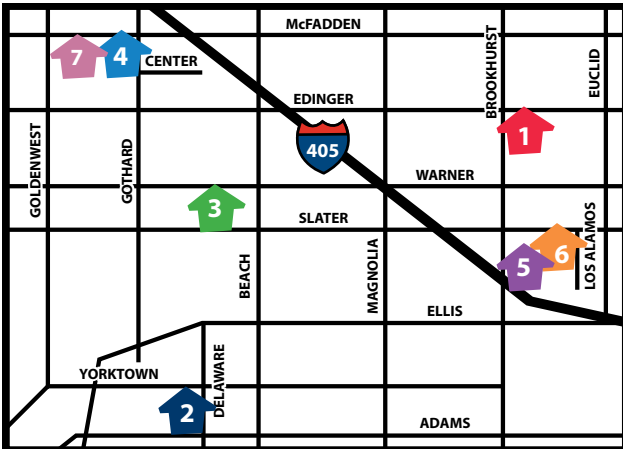 McFADDEN
7
4
CENTER
BROOKHURST
EUCLID
EDINGER
1
405
GOLDENWEST
GOTHARD
WARNER
3
SLATER
5
6
LOS ALAMOS
BEACH
MAGNOLIA
ELLIS
YORKTOWN
DELAWARE
2
ADAMS